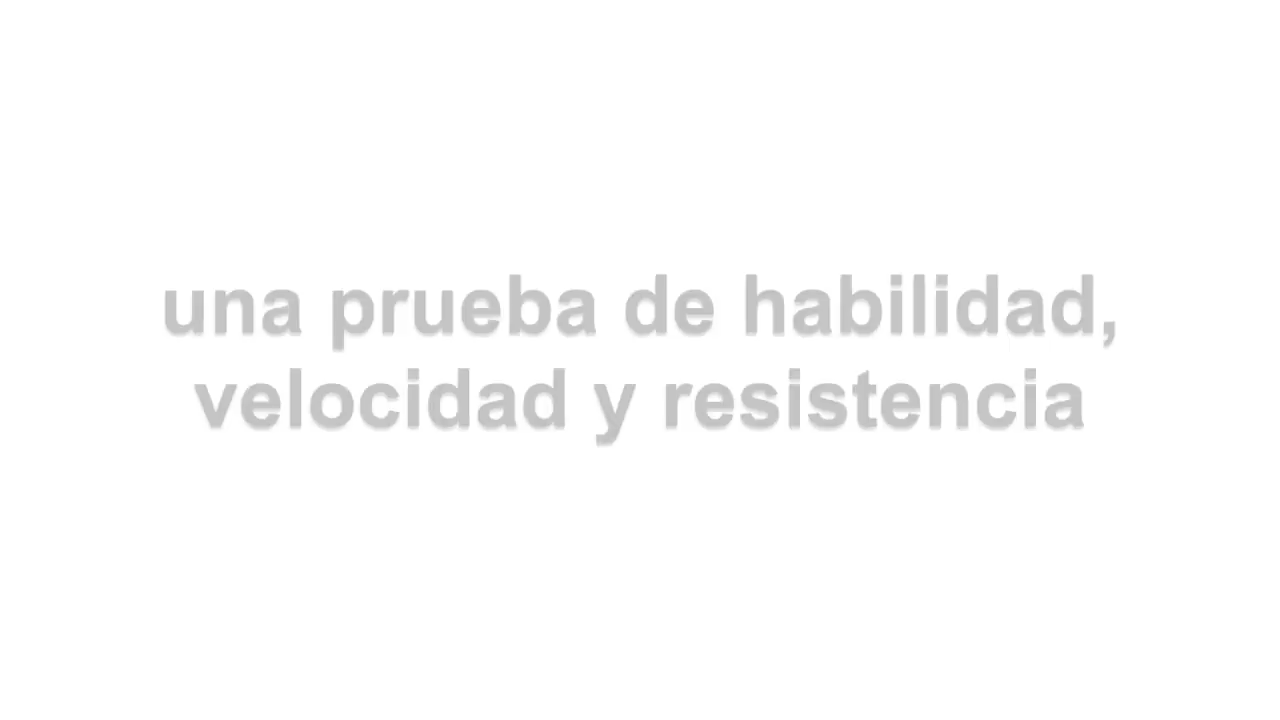 una prueba de habilidad,
velocidad y resistencia